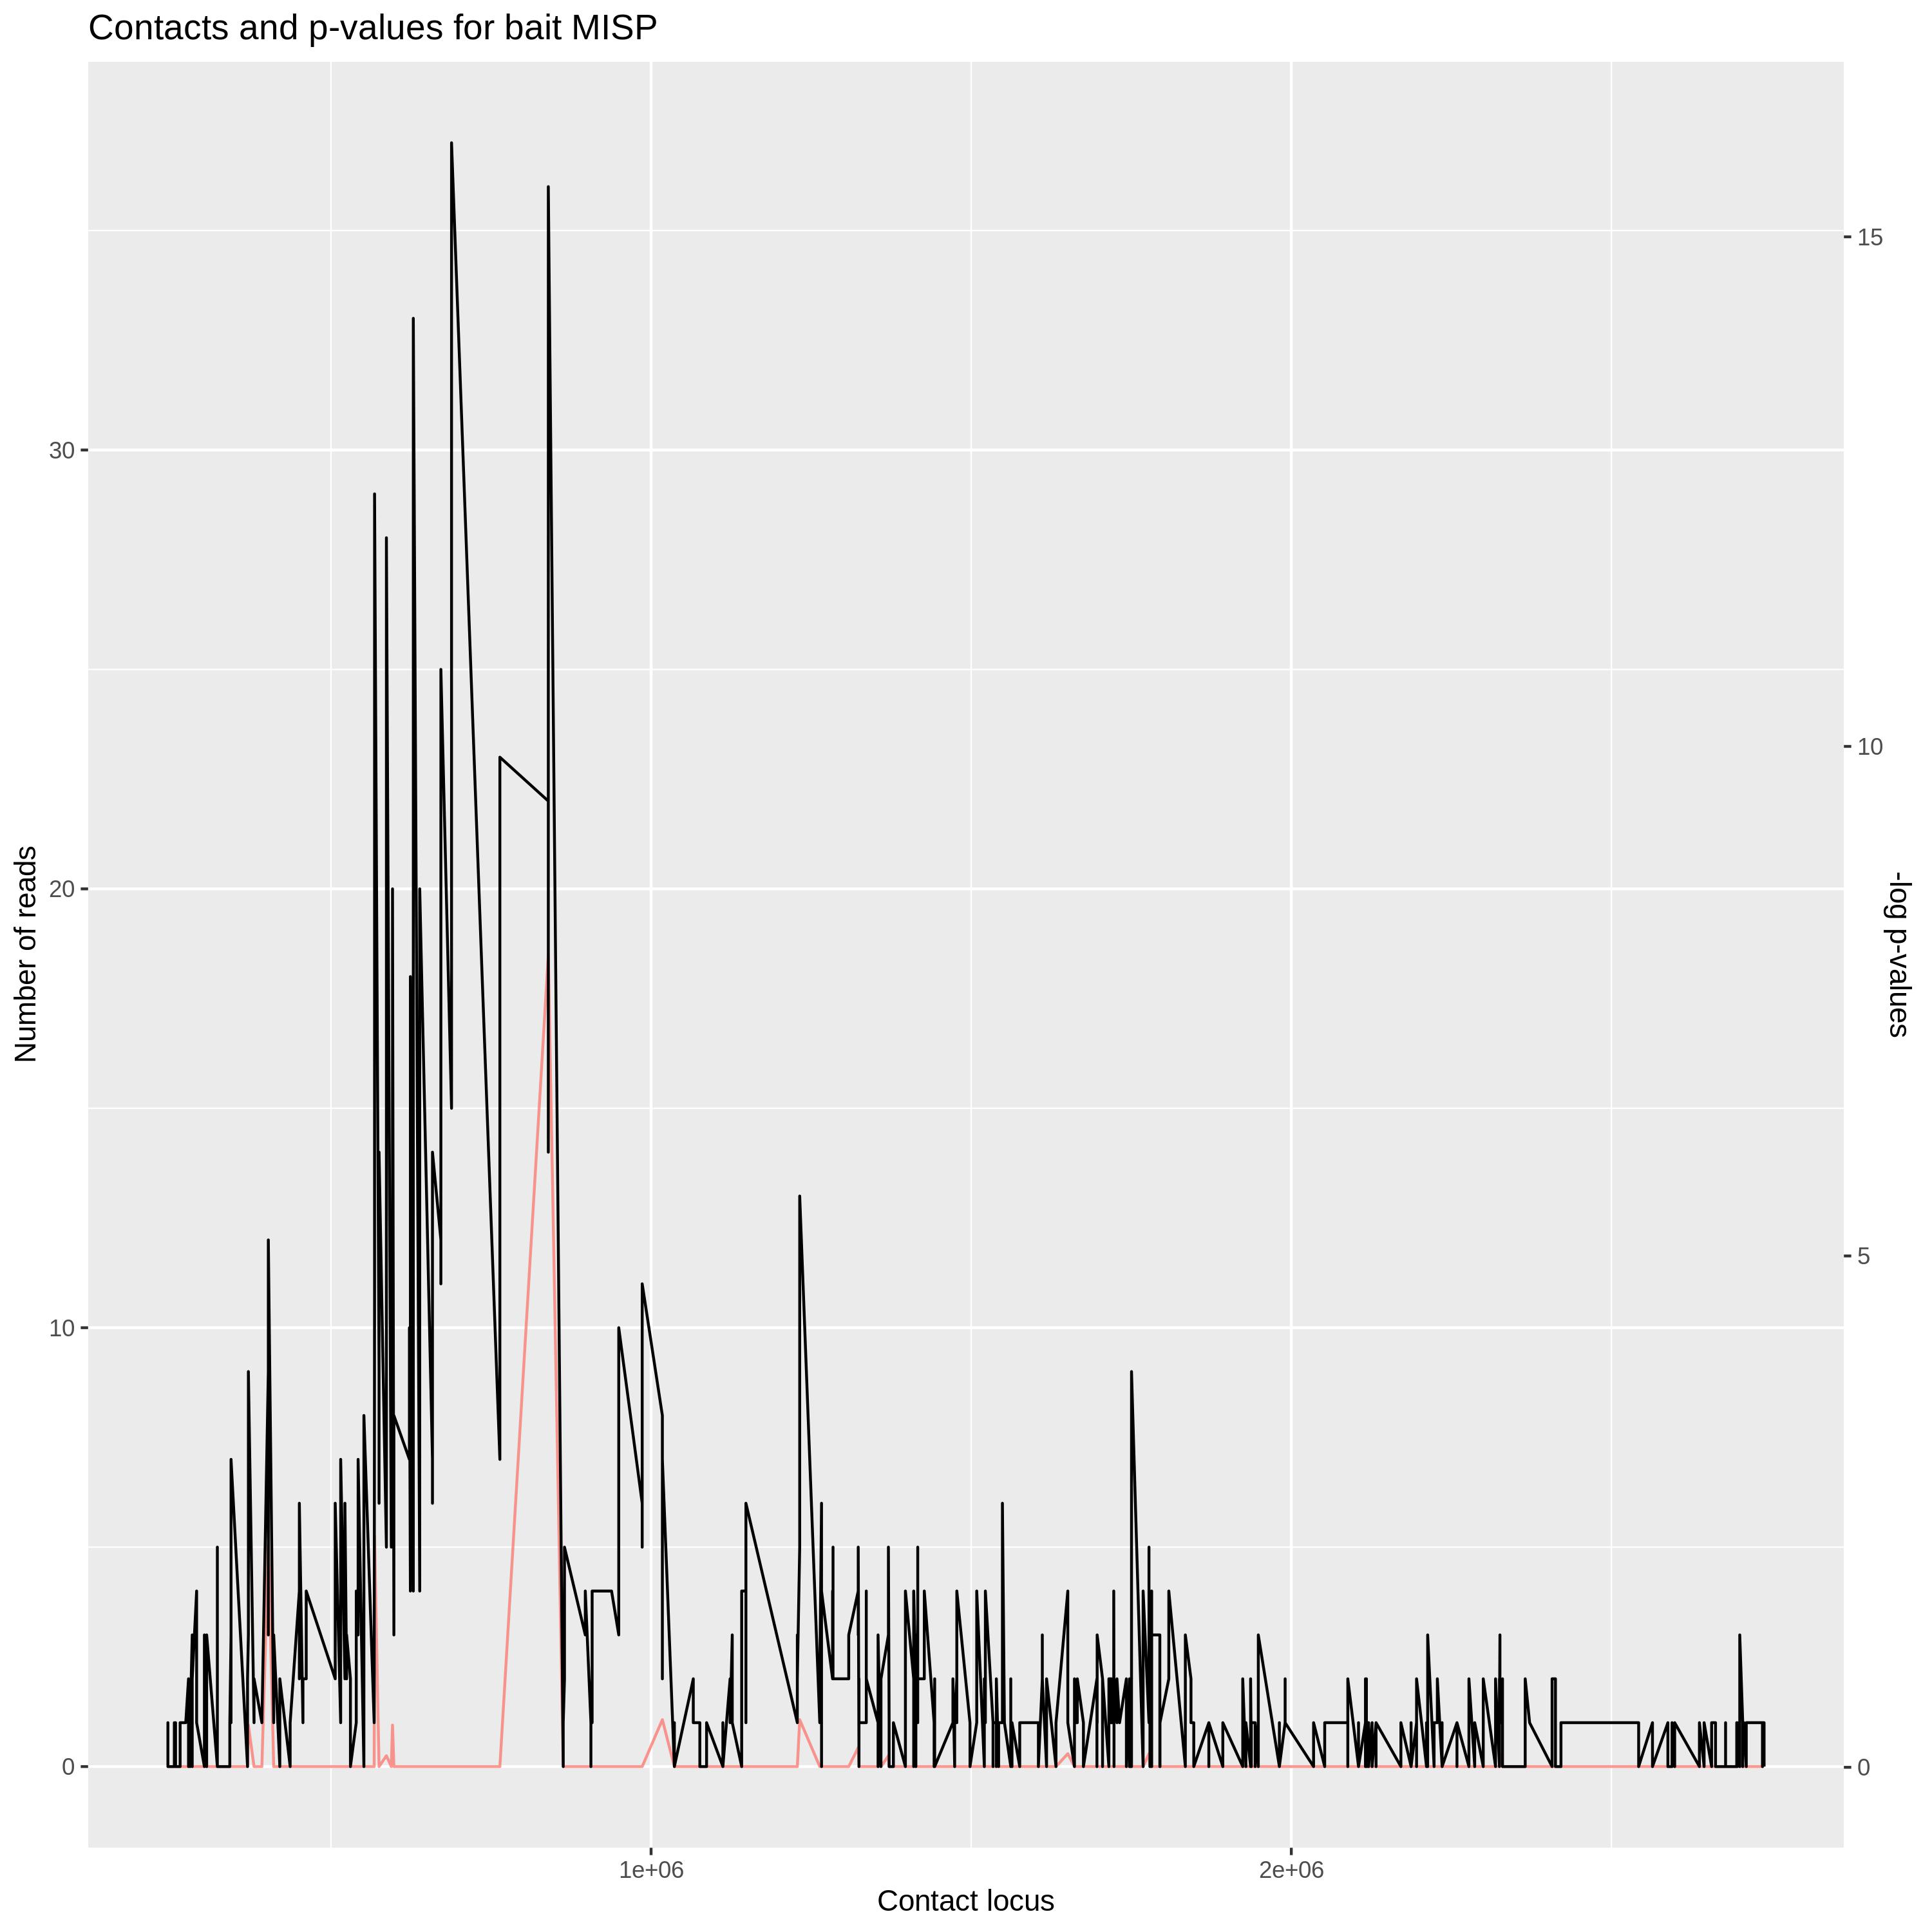 Contacts and p-values for bait MISP
Number of reads
30
20
10
0
15
10
5
0
-log p-values
1e+06
2e+06
Contact locus